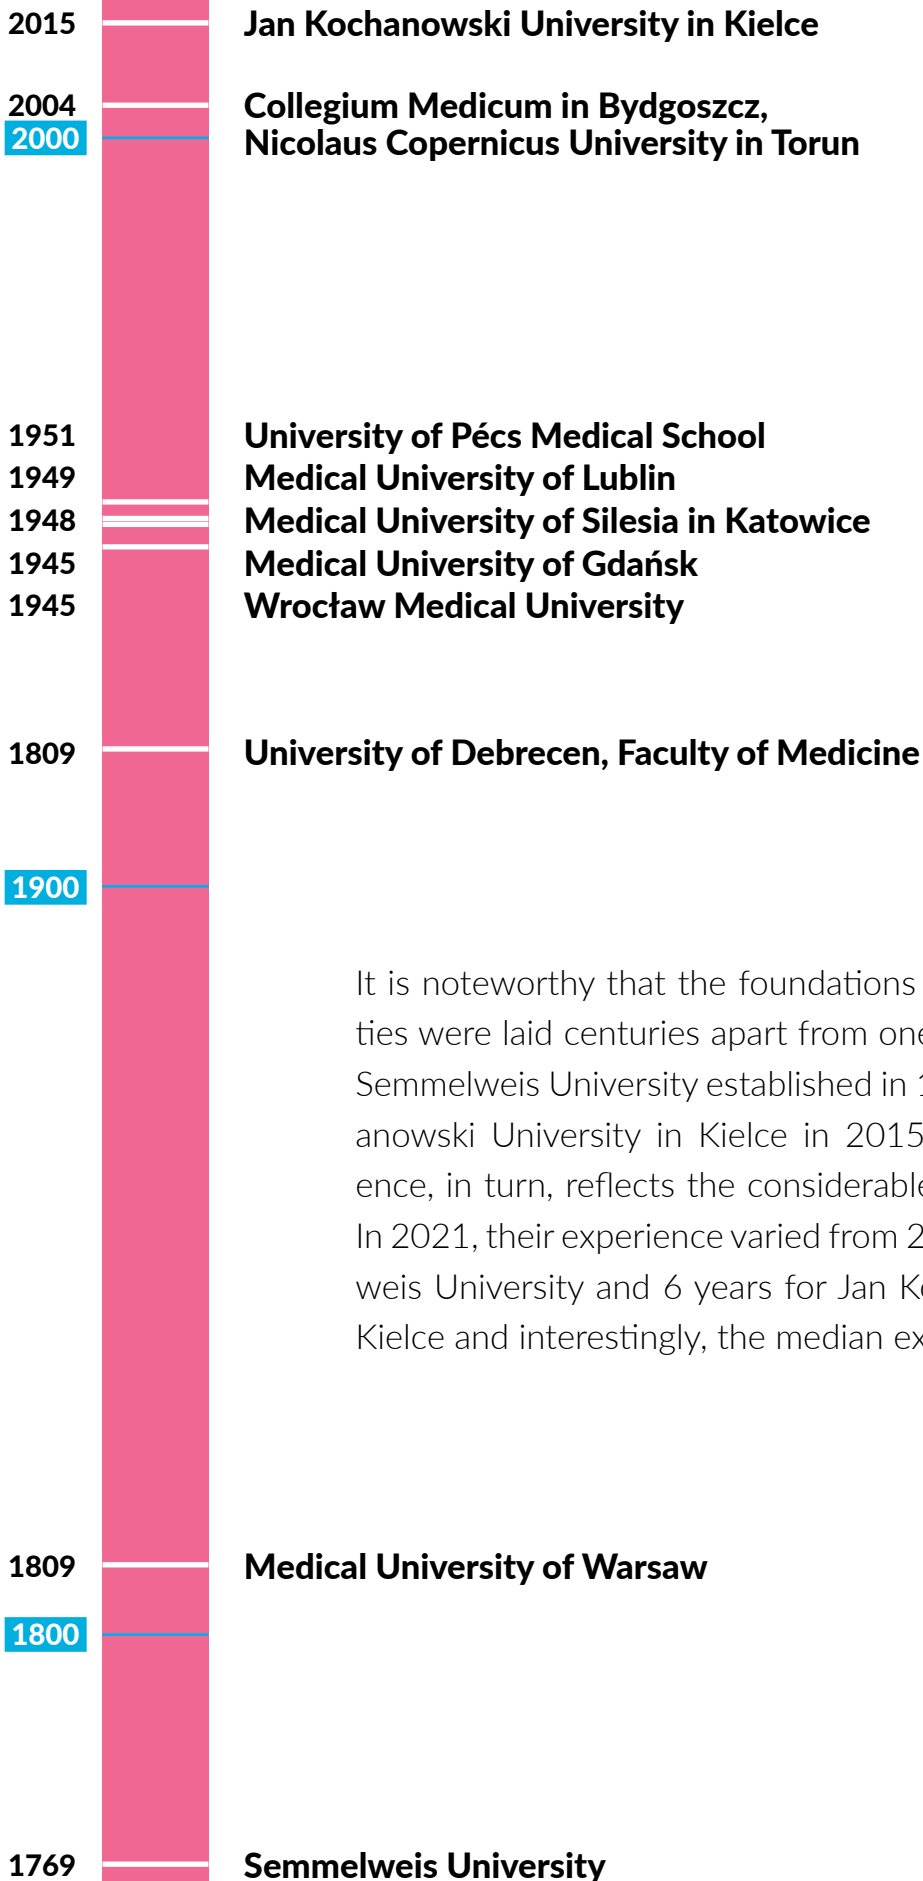 2015 Jan Kochanowski University in Kielce
2004 Collegium Medicum in Bydgoszcz,
2000 Nicolaus Copernicus University in Torun
1951 University of Pécs Medical School
1949 Medical University of Lublin
1948 Medical University of Silesia in Katowice
1945 Medical University of Gdańsk
1945 Wrocław Medical University
1809 University of Debrecen, Faculty of Medicine
1900
It is noteworthy that the foundations
ties were laid centuries apart from one
Semmelweis University established in 1
anowski University in Kielce in 2015
ence, in turn, reflects the considerable
In 2021, their experience varied from 2
weis University and 6 years for Jan Ko
Kielce and interestingly, the median ex
1809 Medical University of Warsaw
1800
1769 Semmelweis University